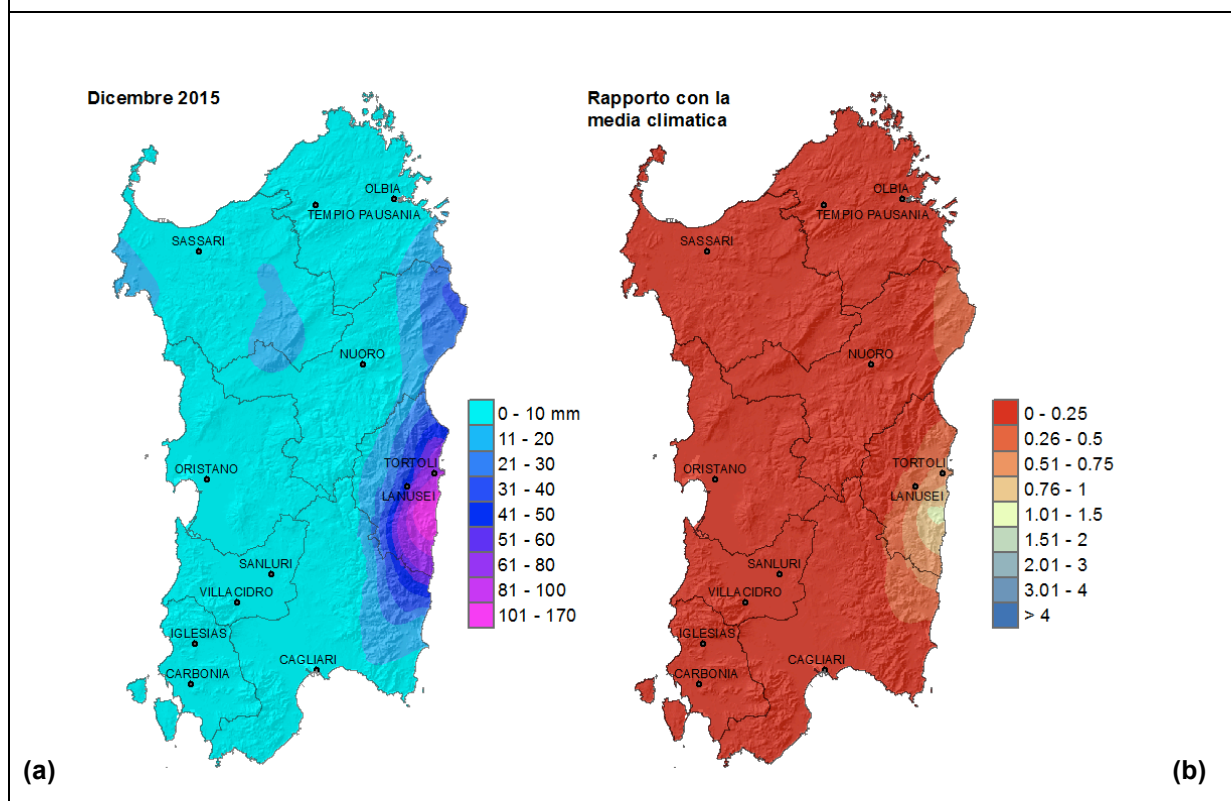 Dicembre 2015
OLBIA
TEMPIO PAUSANIA
SASSARI
NUORO
TORTOLI
ORISTANO
LANUSEI
SANLURI
VILLACIDRO
IGLESIAS
CAGLIARI
CARBONIA
0 - 10 mm
11 - 20
21 - 30
31 - 40
41 - 50
51 - 60
61 - 80
81 - 100
101 - 170
(a)
Rapporto con la
media climatica
OLBIA
TEMPIO PAUSANIA
SASSARI
NUORO
TORTOLI
ORISTANO
LANUSEI
SANLURI
VILLACIDRO
IGLESIAS
CAGLIARI
CARBONIA
0 - 0.25
0.26 - 0.5
0.51 - 0.75
0.76 - 1
1.01 - 1.5
1.51 - 2
2.01 - 3
3.01 - 4
> 4
(b)